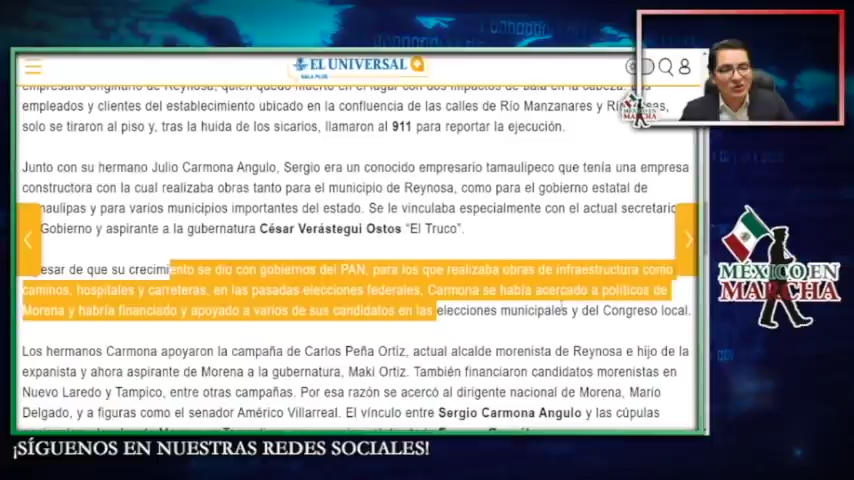 EL UNIVERSAL
empresario originario de Reynosa, quien quedó muerto en el lugar con dos impactos de bala en la cabeza.
empleados y clientes del establecimiento ubicado en la confluencia de las calles de Río Manzanares y
solo se tiraron al piso y, tras la huida de los sicarios, llamaron al 911 para reportar la ejecución.
Junto con su hermano Julio Carmona Angulo, Sergio era un conocido empresario tamaulipeco que tenía una empresa
constructora con la cual realizaba obras tanto para el municipio de Reynosa, como para el gobierno estatal de
naulipas y para varios municipios importantes del estado. Se le vinculaba especialmente con el actual secretario
Gobierno y aspirante a la gubernatura César Verástegui Ostos “El Truco”.
esar de que su crecimiento se dio con gobiernos del PAN, para los que realizaba obras de infraestructura como
caminos, hospitales y carreteras, en las pasadas elecciones federales, Carmona se había acercado a políticos de
Morena y habría financiado y apoyado a varios de sus candidatos en las elecciones municipales y del Congreso local.
Los hermanos Carmona apoyaron la campaña de Carlos Peña Ortiz, actual alcalde morenista de Reynosa e hijo de la
expanista y ahora aspirante de Morena a la gubernatura, Maki Ortiz. También financiaron candidatos morenistas en
Nuevo Laredo y Tampico, entre otras campañas. Por esa razón se acercó al dirigente nacional de Morena, Mario
Delgado, y a figuras como el senador Américo Villarreal. El vínculo entre Sergio Carmona Angulo y las cúpulas
MÉXICO EN
MARCHA
MÉXICO EN
MARCHA
¡SÍGUENOS EN NUESTRAS REDES SOCIALES!